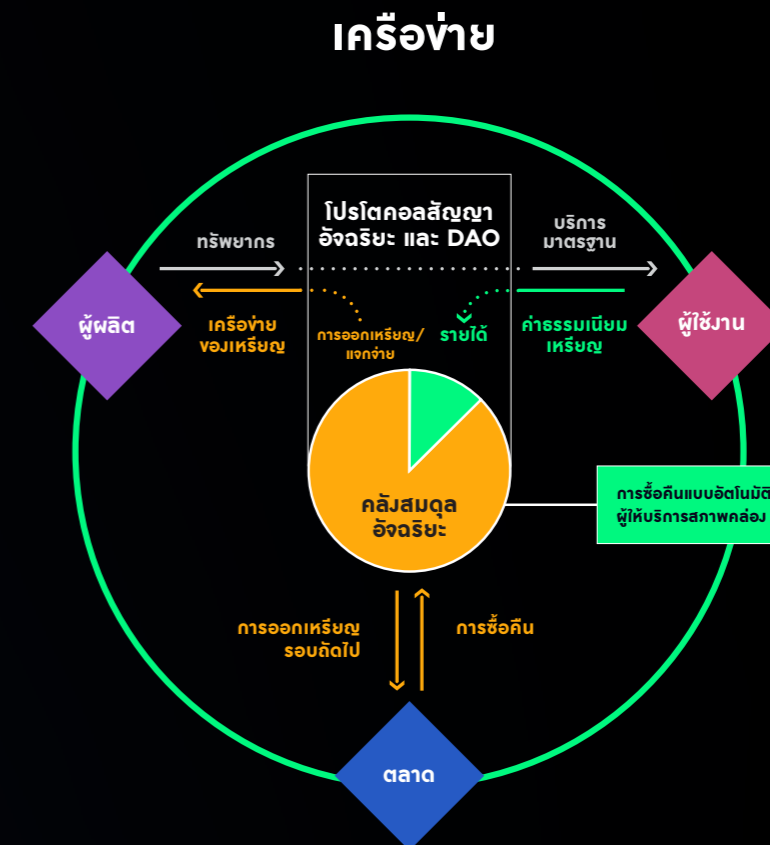 เครือข่าย
โปรโตคอลสัญญา
อัจฉริยะ และ DAO
ทรัพยากร
บริการ
มาตรฐาน
ผู้ผลิต
ผู้ใช้งาน
เครือข่าย
ของเหรียญ
การออกเหรียญ/
แจกจ่าย
รายได้
ค่าธรรมเนียม
เหรียญ
คลังสมดุล
อัจฉริยะ
การซื้อคืนแบบอัตโนมัติ
ผู้ให้บริการสภาพคล่อง
การออกเหรียญ
รอบถัดไป
การซื้อคืน
ตลาด